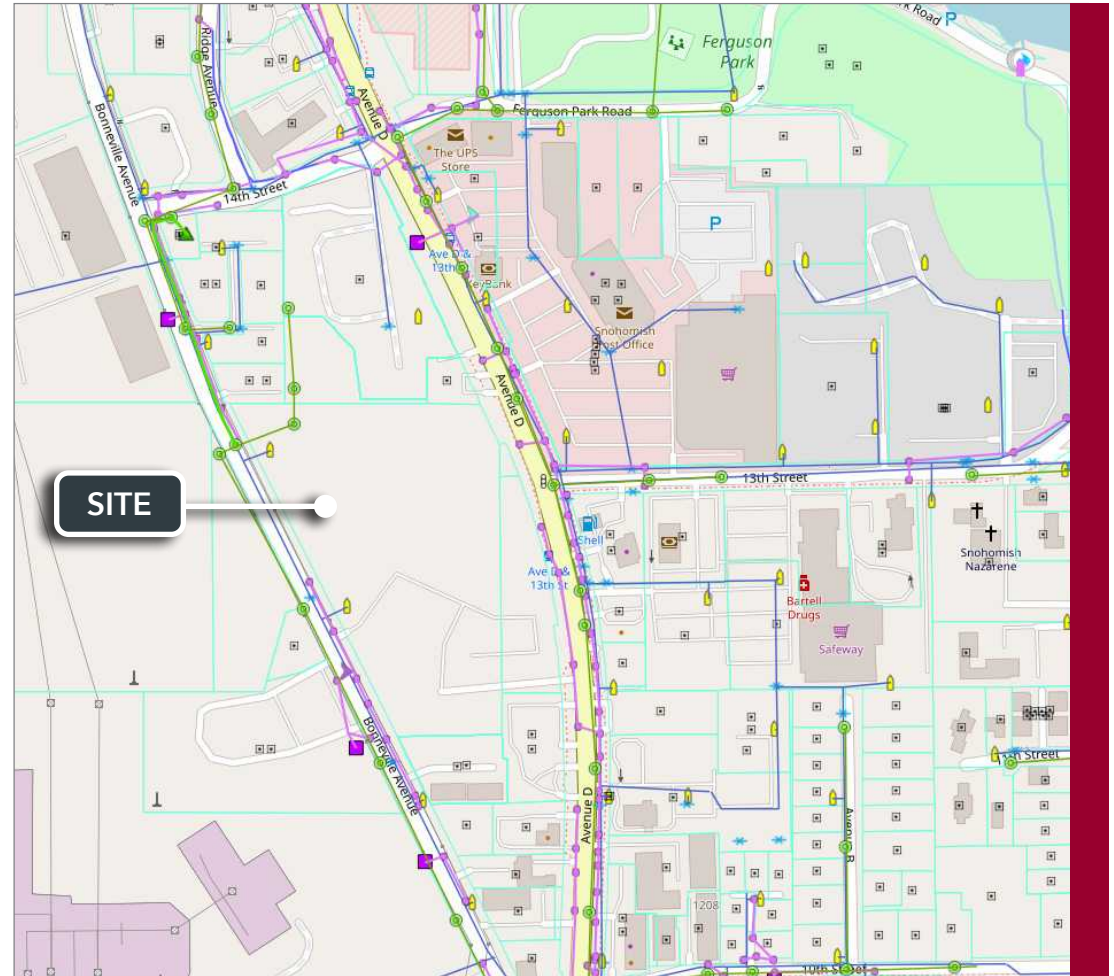 Park Road
P
Ferguson
Park
Ridge Avenue
Avenue D
Ferguson Park Road
Bonneville Avenue
The UPS
Store
14th Street
P
Ave D &
13th
KeyBank
Snohomish
Post Office
Avenue D
13th Street
SITE
Shell
Snohomish
Nazarene
Ave D &
13th St
Bartell
Drugs
Safeway
Bonneville Avenue
Street
Avenue D
1208
10th Street